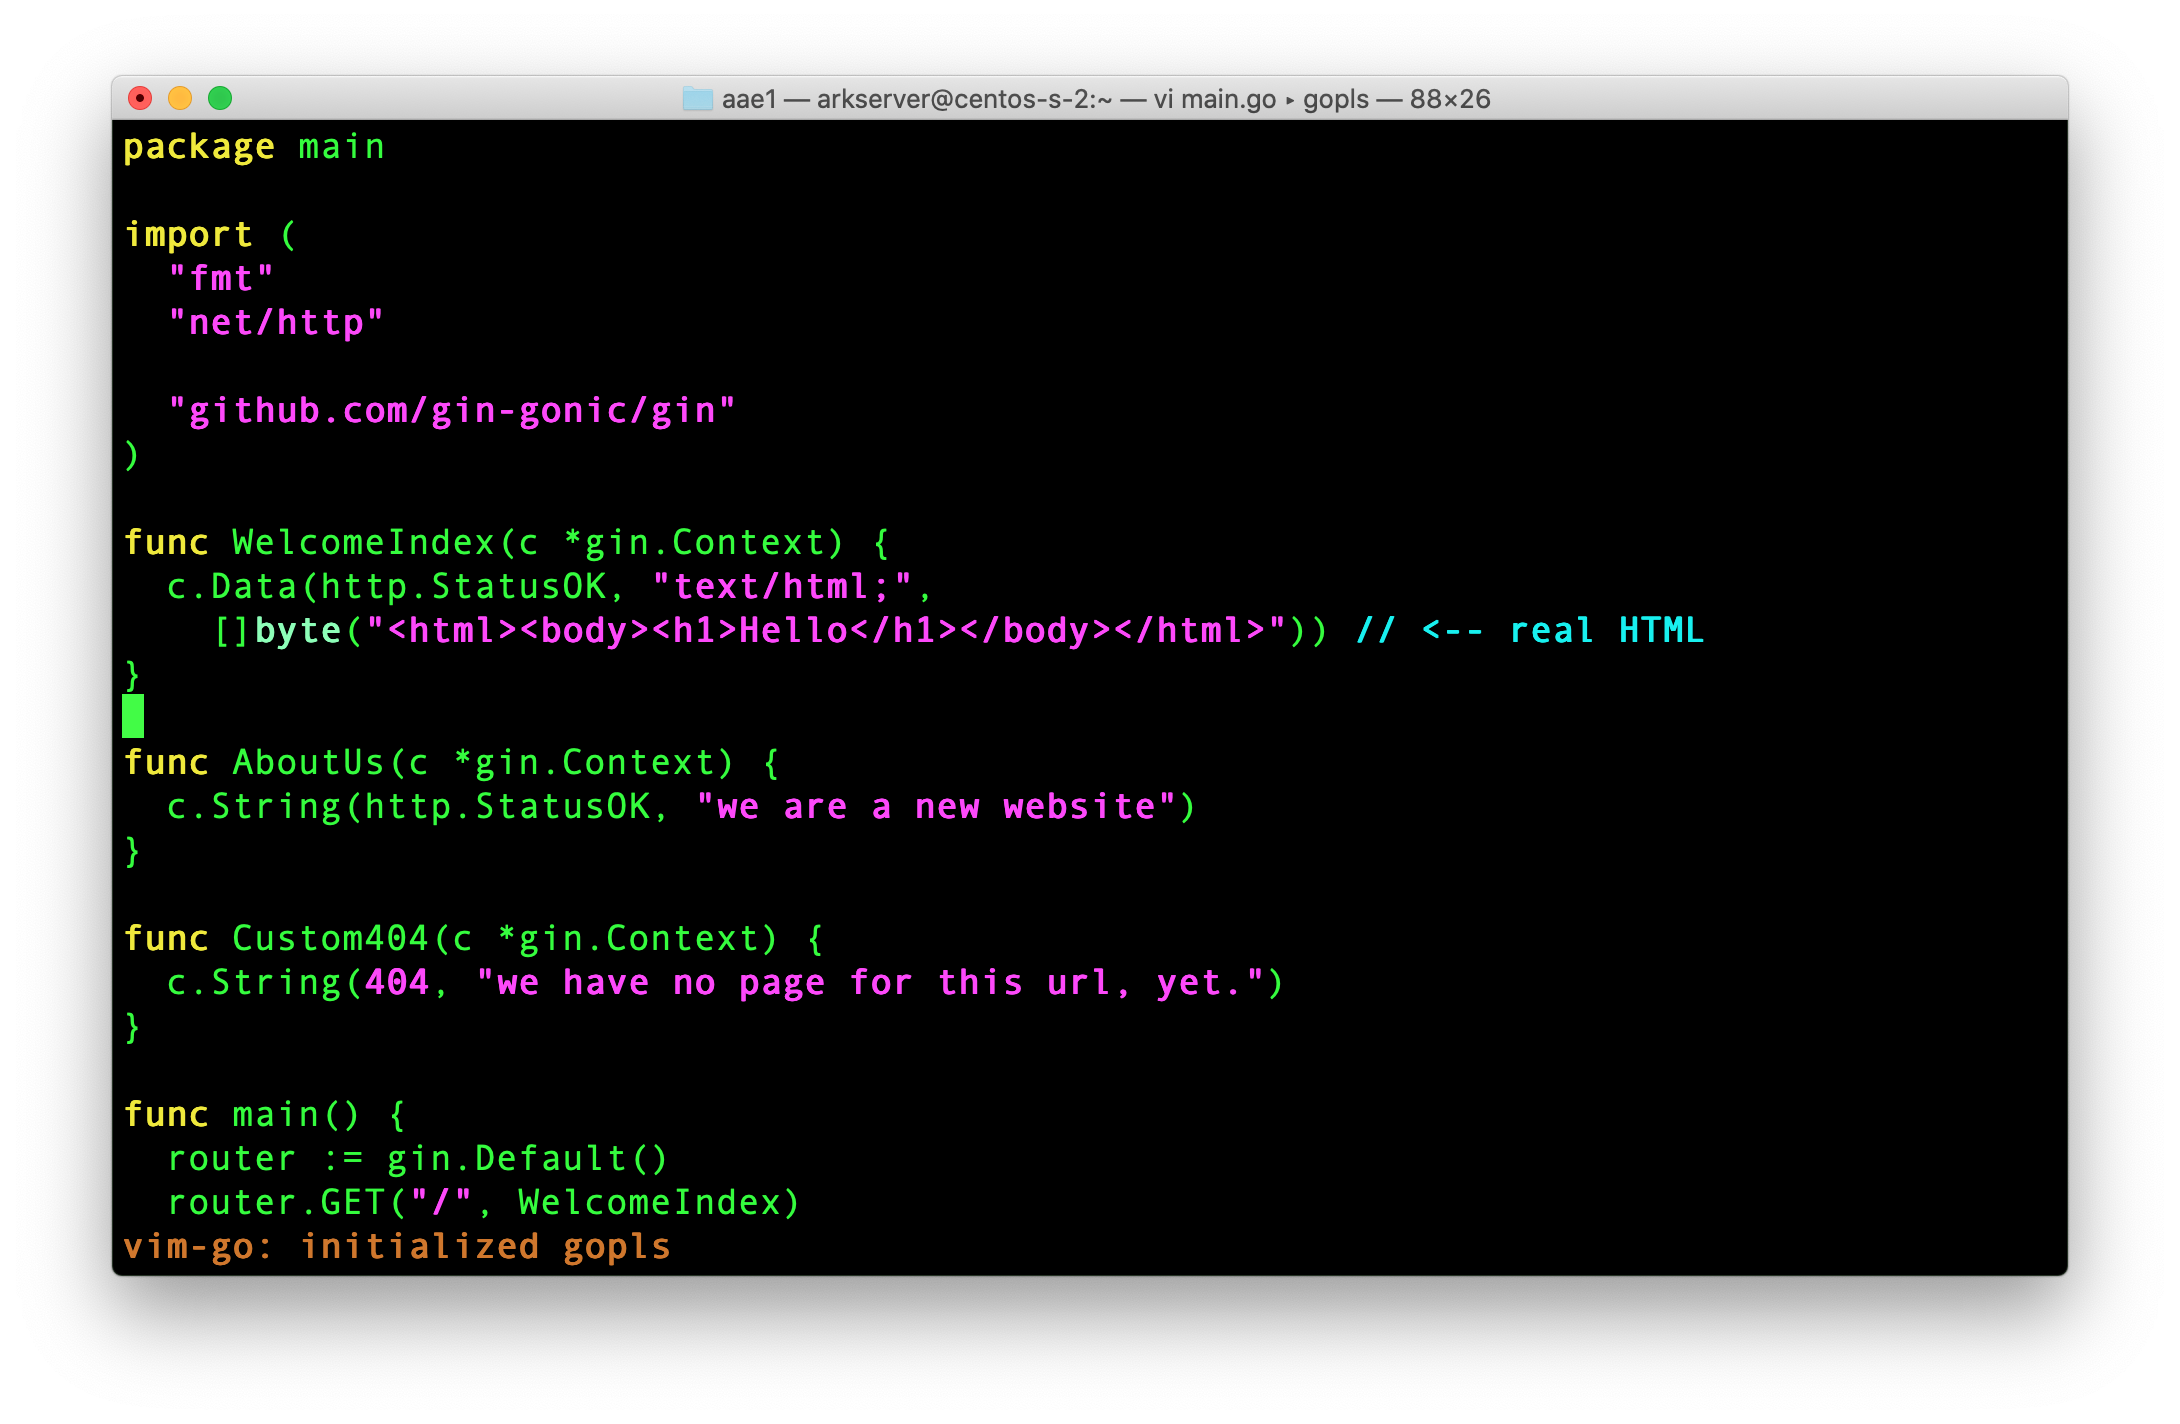 aae1 — arkserver@centos-s-2:~ — vi main.go ▸ gopls — 88×26
package main

import (
  "fmt"
  "net/http"

  "github.com/gin-gonic/gin"
)

func WelcomeIndex(c *gin.Context) {
  c.Data(http.StatusOK, "text/html;",
    []byte("<html><body><h1>Hello</h1></body></html>")) // <-- real HTML
}

func AboutUs(c *gin.Context) {
  c.String(http.StatusOK, "we are a new website")
}

func Custom404(c *gin.Context) {
  c.String(404, "we have no page for this url, yet.")
}

func main() {
  router := gin.Default()
  router.GET("/", WelcomeIndex)
vim-go: initialized gopls